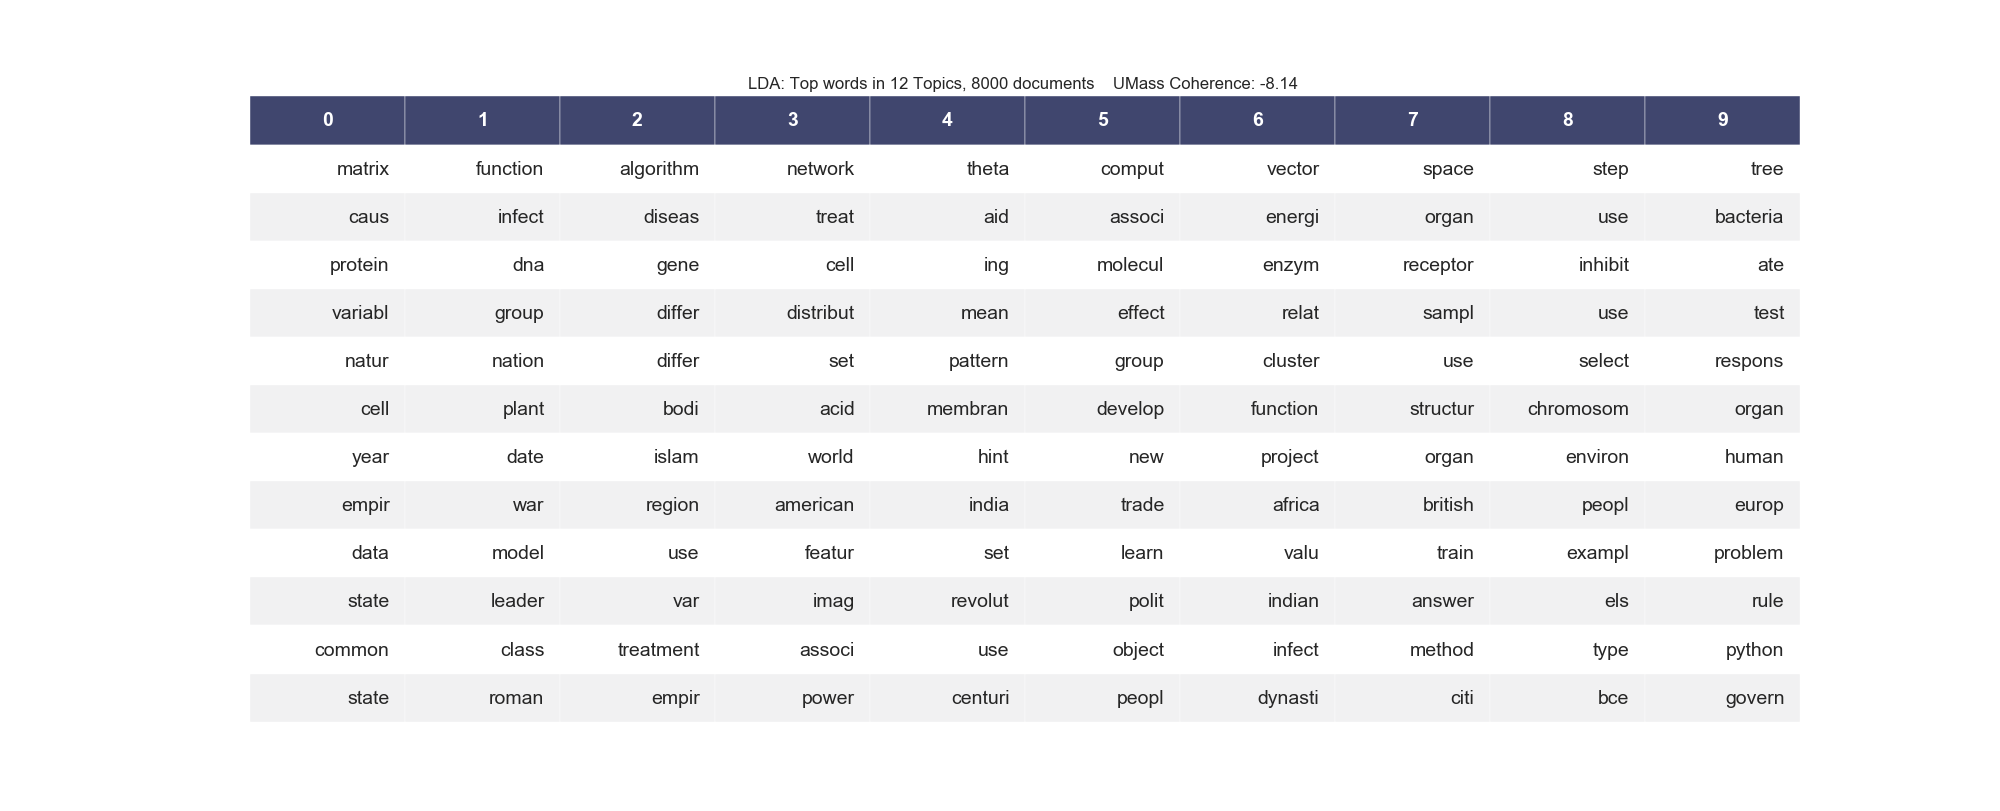 LDA: Top words in 12 Topics, 8000 documents    UMass Coherence: -8.14
0 1 2 3 4 5 6 7 8 9
matrix function algorithm network theta comput vector space step tree
caus infect diseas treat aid associ energi organ use bacteria
protein dna gene cell ing molecul enzym receptor inhibit ate
variabl group differ distribut mean effect relat sampl use test
natur nation differ set pattern group cluster use select respons
cell plant bodi acid membran develop function structur chromosom organ
year date islam world hint new project organ environ human
empir war region american india trade africa british peopl europ
data model use featur set learn valu train exampl problem
state leader var imag revolut polit indian answer els rule
common class treatment associ use object infect method type python
state roman empir power centuri peopl dynasti citi bce govern